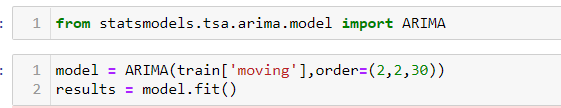 : 1 from statsmodels.tsa.arima.model import ARIMA
: 1 model = ARIMA(train['moving'],order=(2,2,30))
2 results = model.fit()